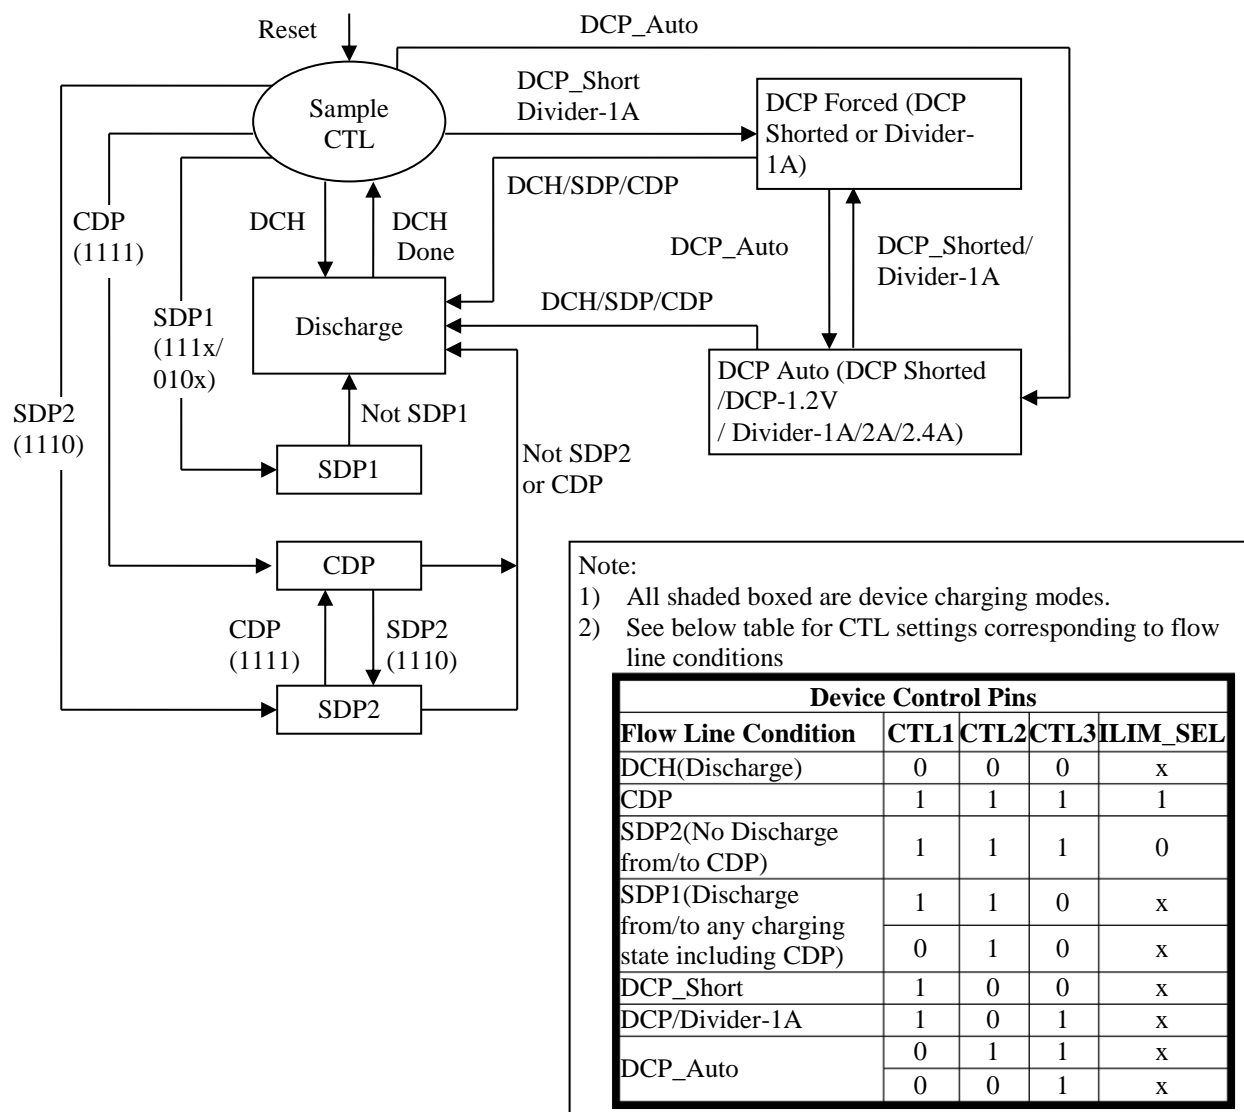 Reset
DCP_Auto
Sample
CTL
DCP_Short
Divider-1A
DCP Forced (DCP
Shorted or Divider-
1A)
CDP
(1111)
DCH
DCH
Done
DCH/SDP/CDP
DCP_Auto
DCP_Shorted/
Divider-1A
SDP1
(111x/
010x)
Discharge
DCH/SDP/CDP
DCP Auto (DCP Shorted
/DCP-1.2V
/ Divider-1A/2A/2.4A)
SDP2
(1110)
Not SDP1
SDP1
Not SDP2
or CDP
CDP
CDP
(1111)
SDP2
(1110)
SDP2
Note:
1) All shaded boxed are device charging modes.
2) See below table for CTL settings corresponding to flow
line conditions
Device Control Pins
Flow Line Condition CTL1 CTL2 CTL3 ILIM_SEL
DCH(Discharge) 0 0 0 x
CDP 1 1 1 1
SDP2(No Discharge
from/to CDP) 1 1 1 0
SDP1(Discharge
from/to any charging
state including CDP) 1 1 0 x
0 1 0 x
DCP_Short 1 0 0 x
DCP/Divider-1A 1 0 1 x
DCP_Auto 0 1 1 x
0 0 1 x